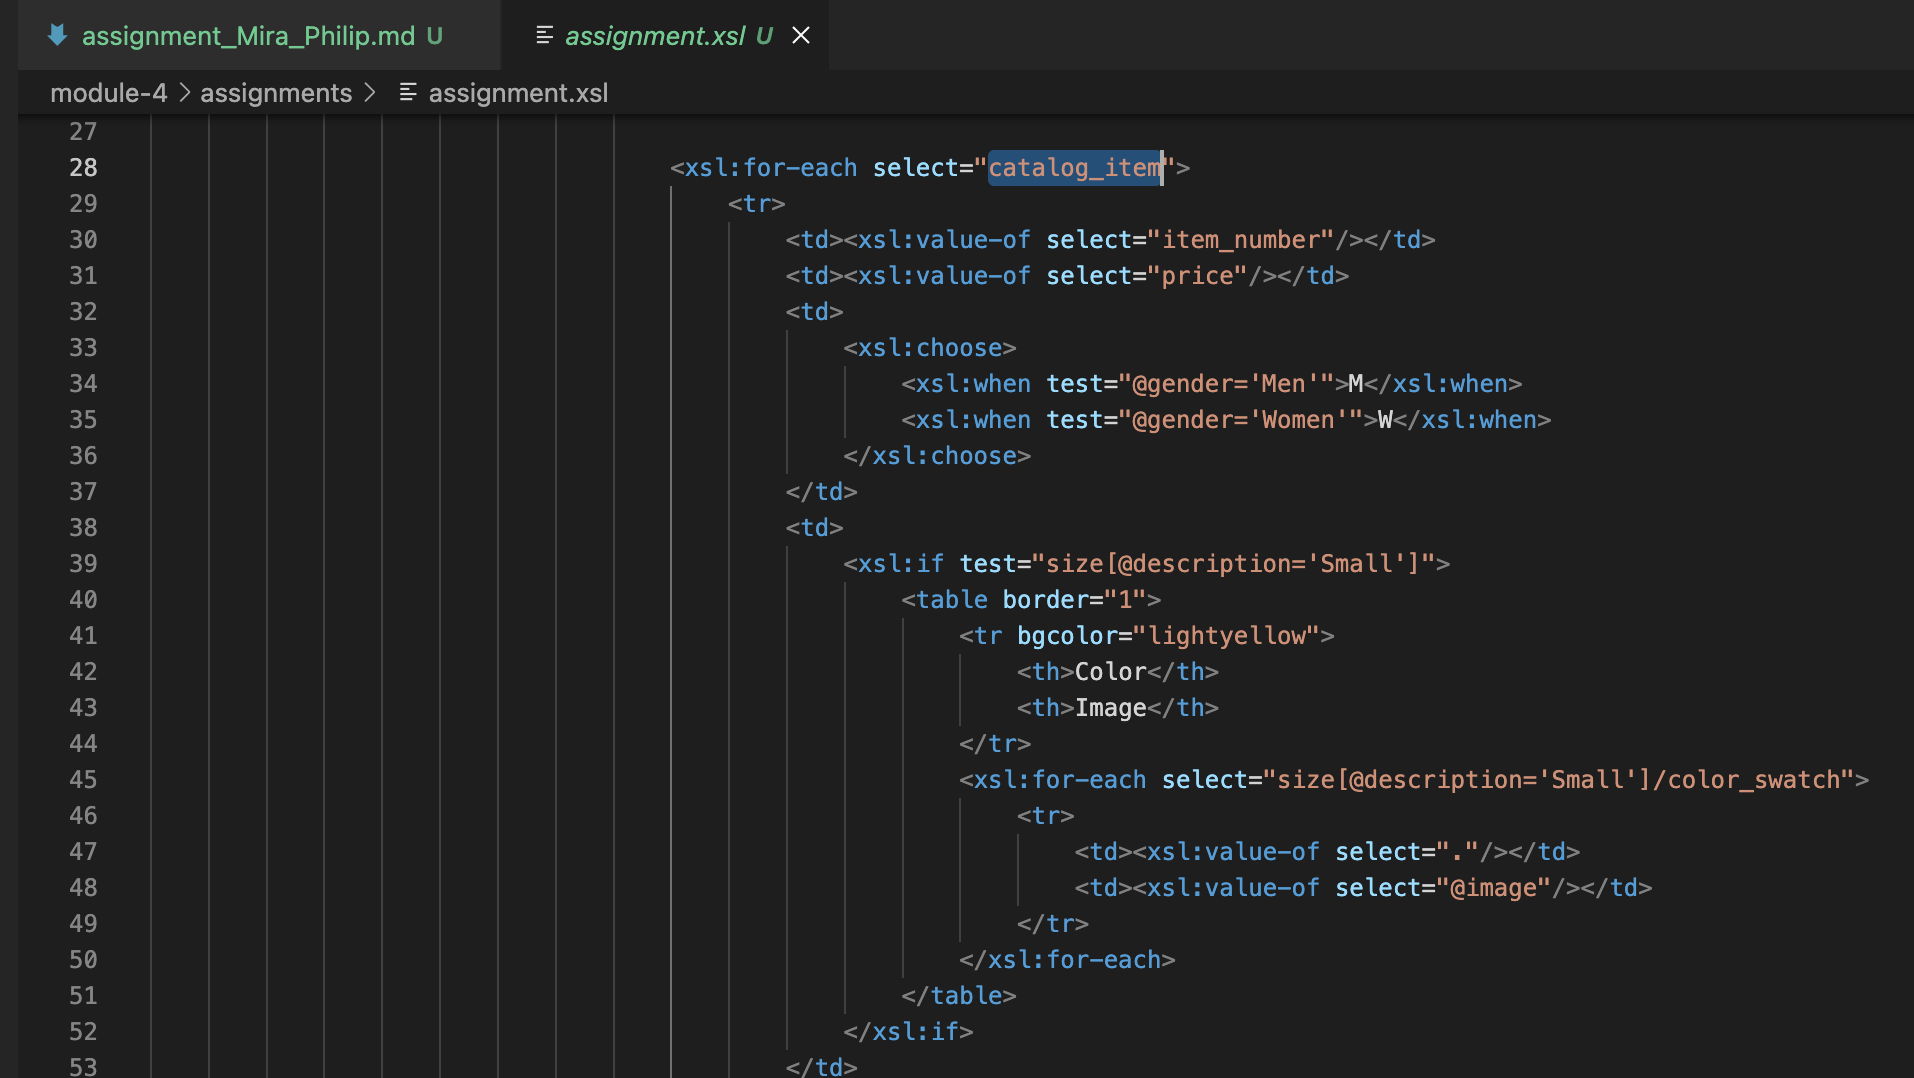 assignment_Mira_Philip.md U
assignment.xsl U
module-4 > assignments > assignment.xsl
27
28 <xsl:for-each select="catalog_item">
29 <tr>
30 <td><xsl:value-of select="item_number"/></td>
31 <td><xsl:value-of select="price"/></td>
32 <td>
33 <xsl:choose>
34 <xsl:when test="@gender='Men'">M</xsl:when>
35 <xsl:when test="@gender='Women'">W</xsl:when>
36 </xsl:choose>
37 </td>
38 <td>
39 <xsl:if test="size[@description='Small']">
40 <table border="1">
41 <tr bgcolor="lightyellow">
42 <th>Color</th>
43 <th>Image</th>
44 </tr>
45 <xsl:for-each select="size[@description='Small']/color_swatch">
46 <tr>
47 <td><xsl:value-of select="."/></td>
48 <td><xsl:value-of select="@image"/></td>
49 </tr>
50 </xsl:for-each>
51 </table>
52 </xsl:if>
53 </td>